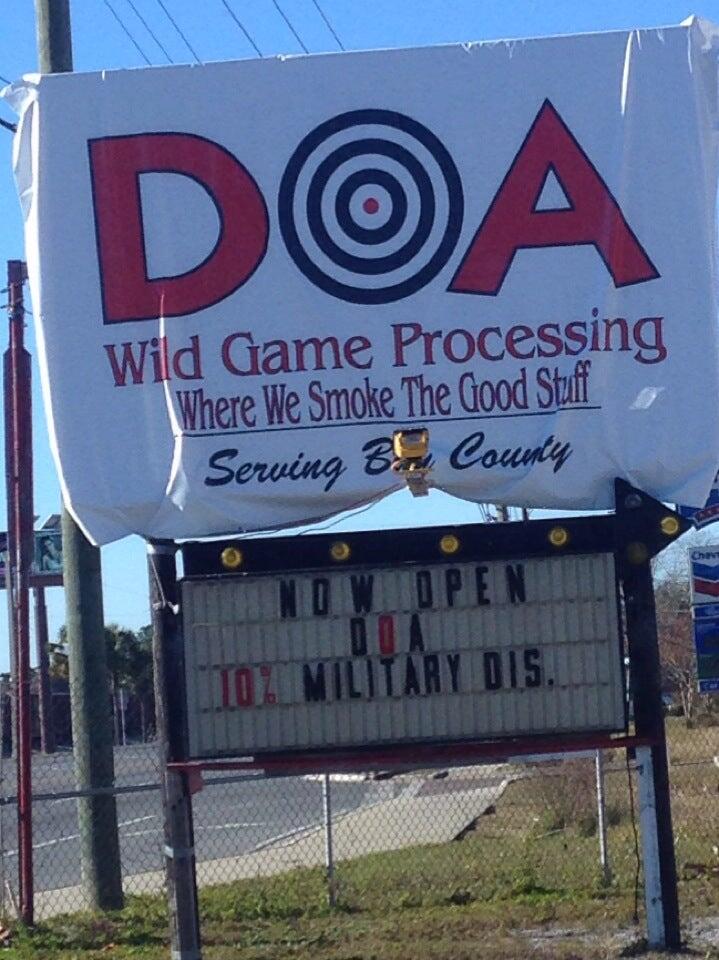 DOA
Wild Game Processing
Where We Smoke The Good Stuff
Serving County
NOW OPEN
DOA
10% MILITARY DIS.